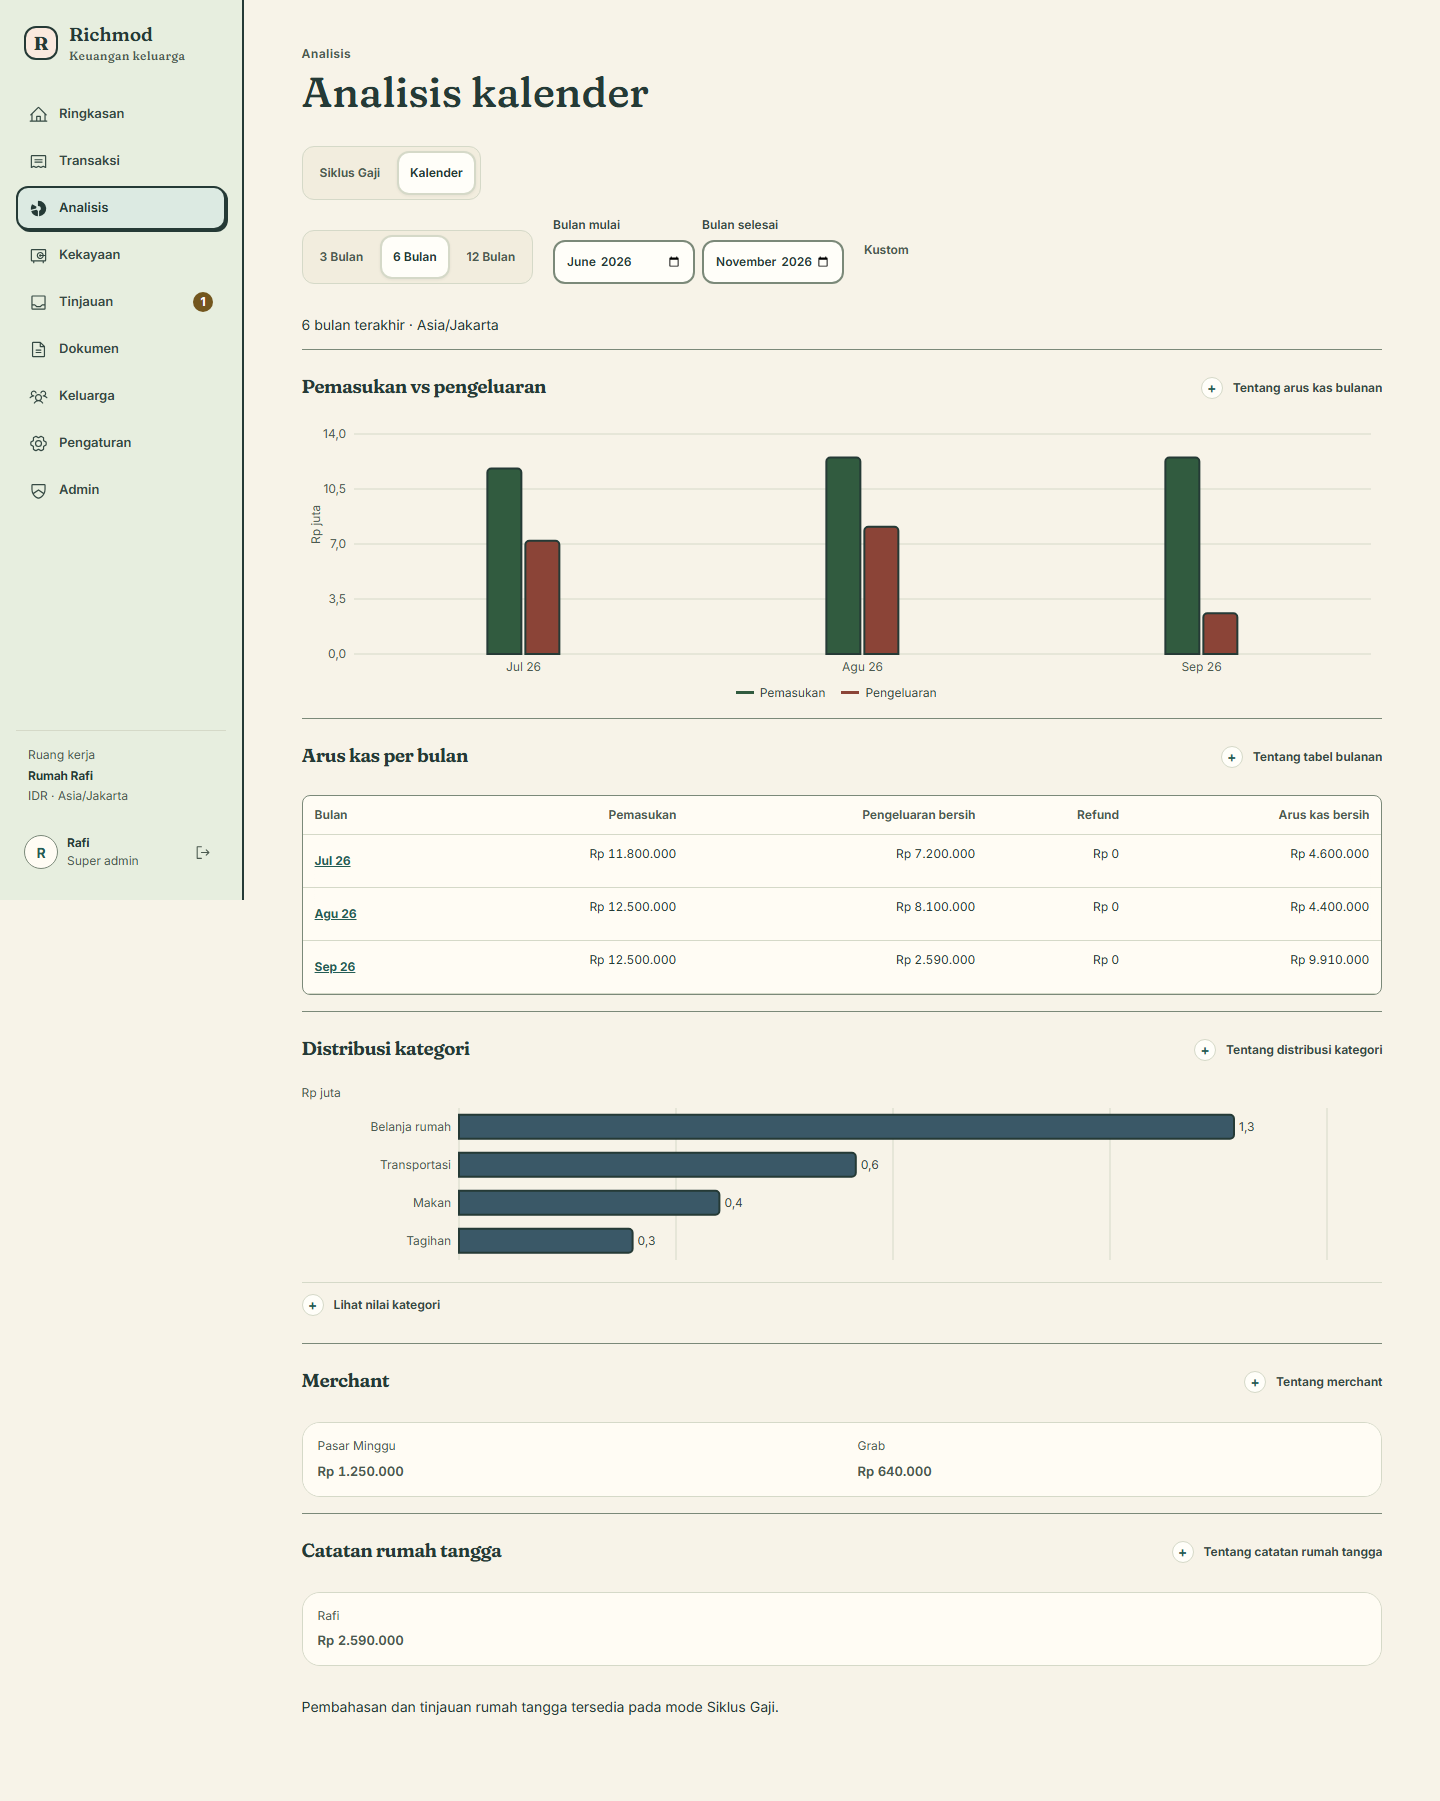 R
Richmod
Keuangan keluarga
Ringkasan
Transaksi
Analisis
Kekayaan
Tinjauan
1
Dokumen
Keluarga
Pengaturan
Admin
Ruang kerja
Rumah Rafi
IDR · Asia/Jakarta
R
Rafi
Super admin
Analisis
Analisis kalender
Siklus Gaji
Kalender
3 Bulan
6 Bulan
12 Bulan
Bulan mulai
June 2026
Bulan selesai
November 2026
Kustom
6 bulan terakhir · Asia/Jakarta
Pemasukan vs pengeluaran
+ Tentang arus kas bulanan
Rp juta
14,0
10,5
7,0
3,5
0,0
Jul 26
Agu 26
Sep 26
Pemasukan
Pengeluaran
Arus kas per bulan
+ Tentang tabel bulanan
Bulan Pemasukan Pengeluaran bersih Refund Arus kas bersih
Jul 26 Rp 11.800.000 Rp 7.200.000 Rp 0 Rp 4.600.000
Agu 26 Rp 12.500.000 Rp 8.100.000 Rp 0 Rp 4.400.000
Sep 26 Rp 12.500.000 Rp 2.590.000 Rp 0 Rp 9.910.000
Distribusi kategori
+ Tentang distribusi kategori
Rp juta
Belanja rumah 1,3
Transportasi 0,6
Makan 0,4
Tagihan 0,3
+ Lihat nilai kategori
Merchant
+ Tentang merchant
Pasar Minggu
Rp 1.250.000
Grab
Rp 640.000
Catatan rumah tangga
+ Tentang catatan rumah tangga
Rafi
Rp 2.590.000
Pembahasan dan tinjauan rumah tangga tersedia pada mode Siklus Gaji.